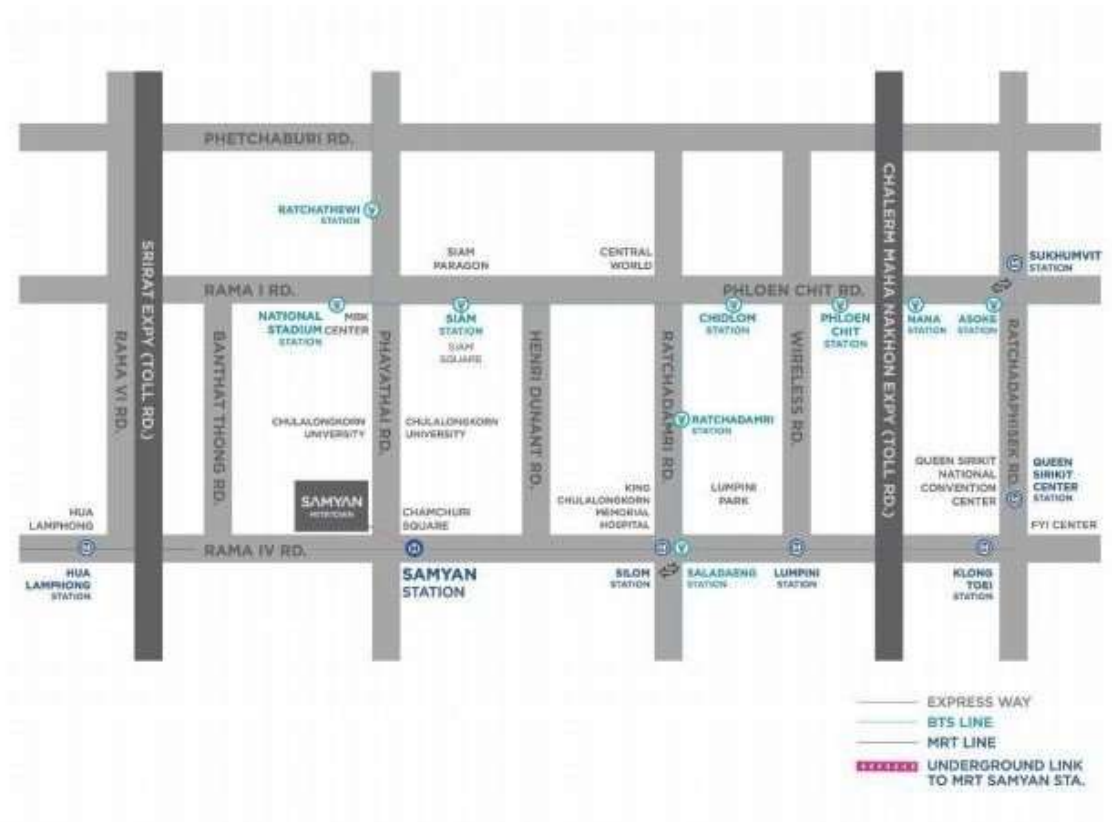 PHETCHABURI RD.
RATCHATHEWI
STATION
SIAM
PARAGON
CENTRAL
WORLD
SUKHUMVIT
STATION
RAMA I RD.
PHLOEN CHIT RD.
NATIONAL
STADIUM
STATION
MBK
CENTER
SIAM
STATION
SIAM
SQUARE
CHIDLOM
STATION
PHLOEN
CHIT
STATION
NANA
STATION
ASOKE
STATION
RAMA VI RD.
SRIRAT EXPY (TOLL RD.)
BANTHAT THONG RD.
PHAYATHAI RD.
HENRI DUNANT RD.
RATCHADAMRI RD.
WIRELESS RD.
CHALERM MAHA NAKHON EXPY (TOLL RD.)
RATCHADAPHISEK RD.
CHULALONGKORN
UNIVERSITY
CHULALONGKORN
UNIVERSITY
RATCHADAMRI
STATION
SAMYAN
MITRTOWN
CHAMCHURI
SQUARE
KING
CHULALONGKORN
MEMORIAL
HOSPITAL
LUMPINI
PARK
QUEEN SIRIKIT
NATIONAL
CONVENTION
CENTER
QUEEN
SIRIKIT
CENTER
STATION
HUA
LAMPHONG
FYI CENTER
RAMA IV RD.
HUA
LAMPHONG
STATION
SAMYAN
STATION
SILOM
STATION
SALADAENG
STATION
LUMPINI
STATION
KLONG
TOEI
STATION
EXPRESS WAY
BTS LINE
MRT LINE
UNDERGROUND LINK
TO MRT SAMYAN STA.